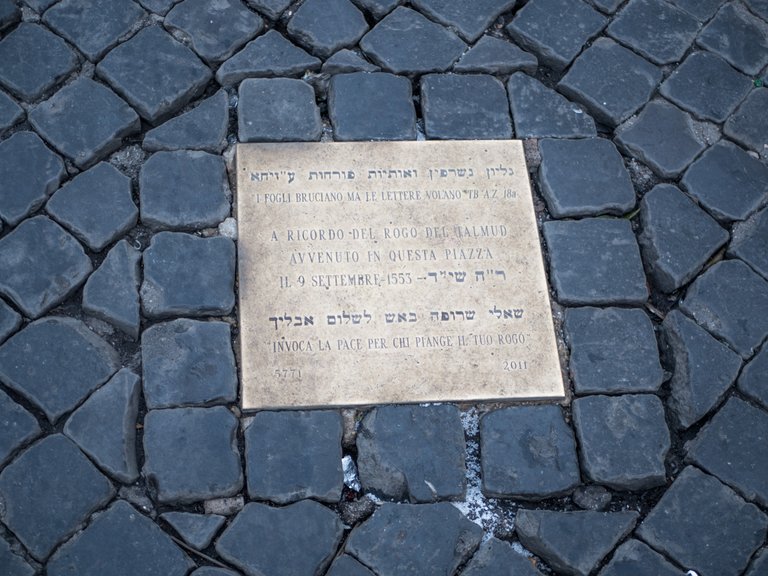 גליון נשרפין ואותיות פורחות ע״ז יח א
"I FOGLI BRUCIANO MA LE LETTERE VOLANO" TB A.Z. 18a
A RICORDO DEL ROGO DEL TALMUD
AVVENUTO IN QUESTA PIAZZA
IL 9 SETTEMBRE 1553 – ר״ה שי״ד
שאלי שרופה באש לשלום אבליך
"INVOCA LA PACE PER CHI PIANGE IL TUO ROGO"
5771 2011